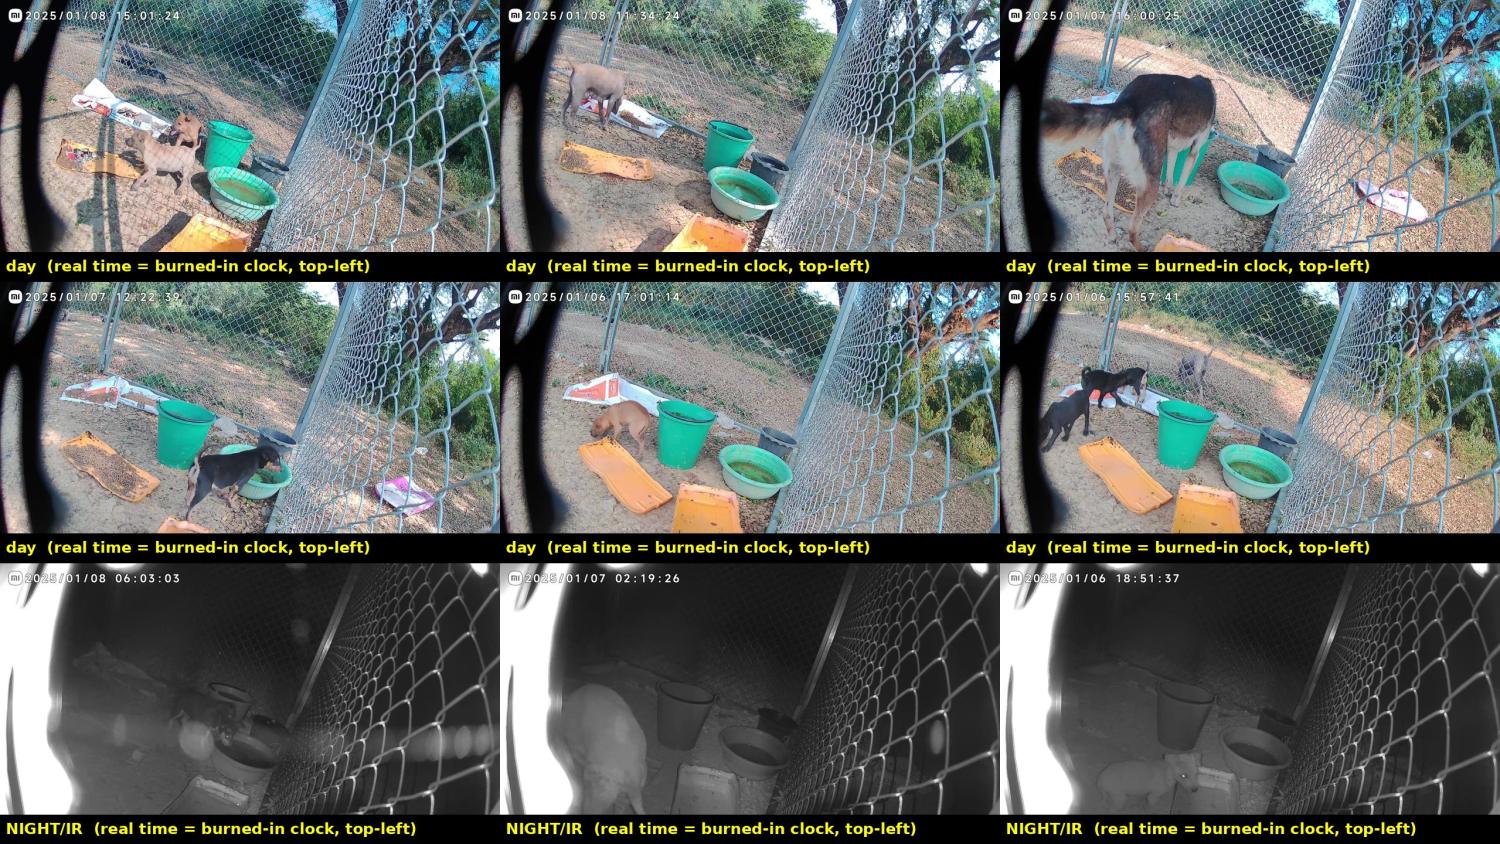 mi 2025/01/08 15:01:24
mi 2025/01/08 11:34:24
mi 2025/01/07 16:00:25
day (real time = burned-in clock, top-left)
day (real time = burned-in clock, top-left)
day (real time = burned-in clock, top-left)
mi 2025/01/07 12:22:39
mi 2025/01/06 17:01:14
mi 2025/01/06 15:57:41
day (real time = burned-in clock, top-left)
day (real time = burned-in clock, top-left)
day (real time = burned-in clock, top-left)
mi 2025/01/08 06:03:03
mi 2025/01/07 02:19:26
mi 2025/01/06 18:51:37
NIGHT/IR (real time = burned-in clock, top-left)
NIGHT/IR (real time = burned-in clock, top-left)
NIGHT/IR (real time = burned-in clock, top-left)